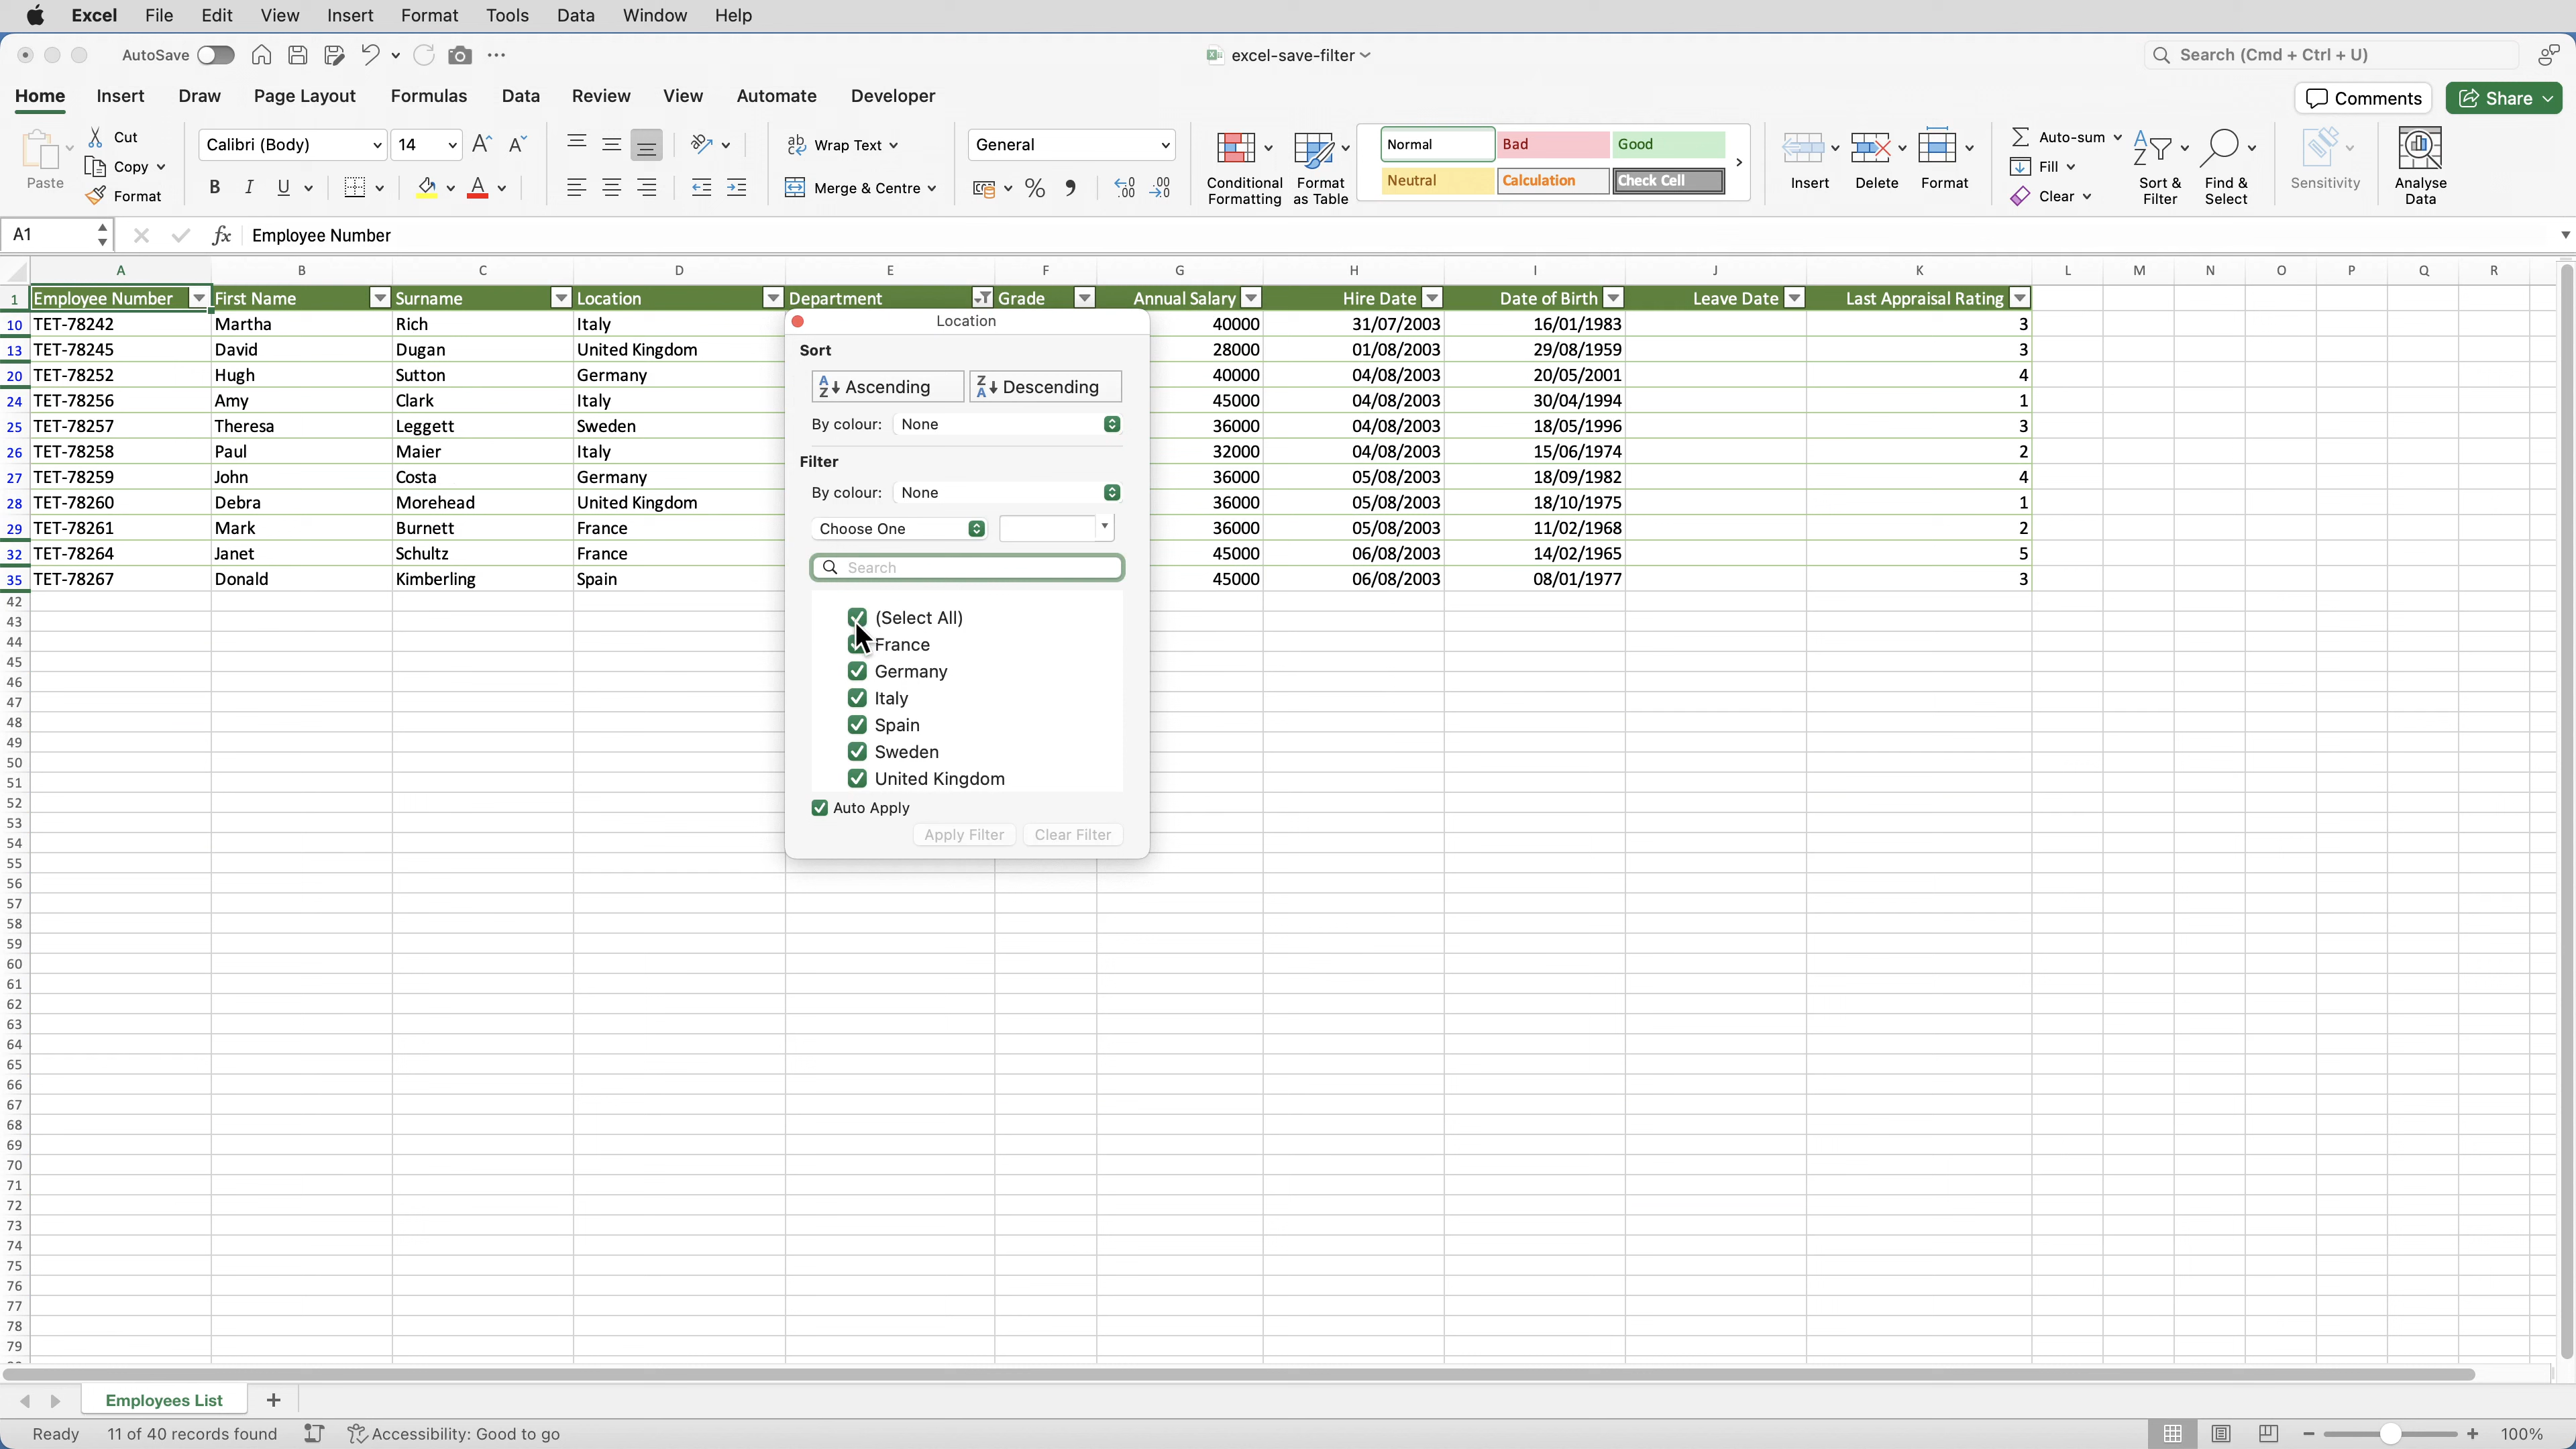 Excel File Edit View Insert Format Tools Data Window Help
AutoSave excel-save-filter Search (Cmd + Ctrl + U)
Home Insert Draw Page Layout Formulas Data Review View Automate Developer Comments Share
Paste Cut Copy Format
Calibri (Body) 14
B I U A
Wrap Text
Merge & Centre
General
Conditional Formatting
Format as Table
Normal Bad Good
Neutral Calculation Check Cell
Insert Delete Format
Auto-sum
Fill
Clear
Sort & Filter
Find & Select
Sensitivity
Analyse Data
A1 fx Employee Number
A B C D E F G H I J K L M N O P Q R
1 Employee Number First Name Surname Location Department Grade Annual Salary Hire Date Date of Birth Leave Date Last Appraisal Rating
10 TET-78242 Martha Rich Italy 40000 31/07/2003 16/01/1983 3
13 TET-78245 David Dugan United Kingdom 28000 01/08/2003 29/08/1959 3
20 TET-78252 Hugh Sutton Germany 40000 04/08/2003 20/05/2001 4
24 TET-78256 Amy Clark Italy 45000 04/08/2003 30/04/1994 1
25 TET-78257 Theresa Leggett Sweden 36000 04/08/2003 18/05/1996 3
26 TET-78258 Paul Maier Italy 32000 04/08/2003 15/06/1974 2
27 TET-78259 John Costa Germany 36000 05/08/2003 18/09/1982 4
28 TET-78260 Debra Morehead United Kingdom 36000 05/08/2003 18/10/1975 1
29 TET-78261 Mark Burnett France 36000 05/08/2003 11/02/1968 2
32 TET-78264 Janet Schultz France 45000 06/08/2003 14/02/1965 5
35 TET-78267 Donald Kimberling Spain 45000 06/08/2003 08/01/1977 3
42
43
44
45
46
47
48
49
50
51
52
53
54
55
56
57
58
59
60
61
62
63
64
65
66
67
68
69
70
71
72
73
74
75
76
77
78
79
Location
Sort
Ascending Descending
By colour: None
Filter
By colour: None
Choose One
Search
(Select All)
France
Germany
Italy
Spain
Sweden
United Kingdom
Auto Apply
Apply Filter Clear Filter
Employees List
Ready 11 of 40 records found Accessibility: Good to go 100%